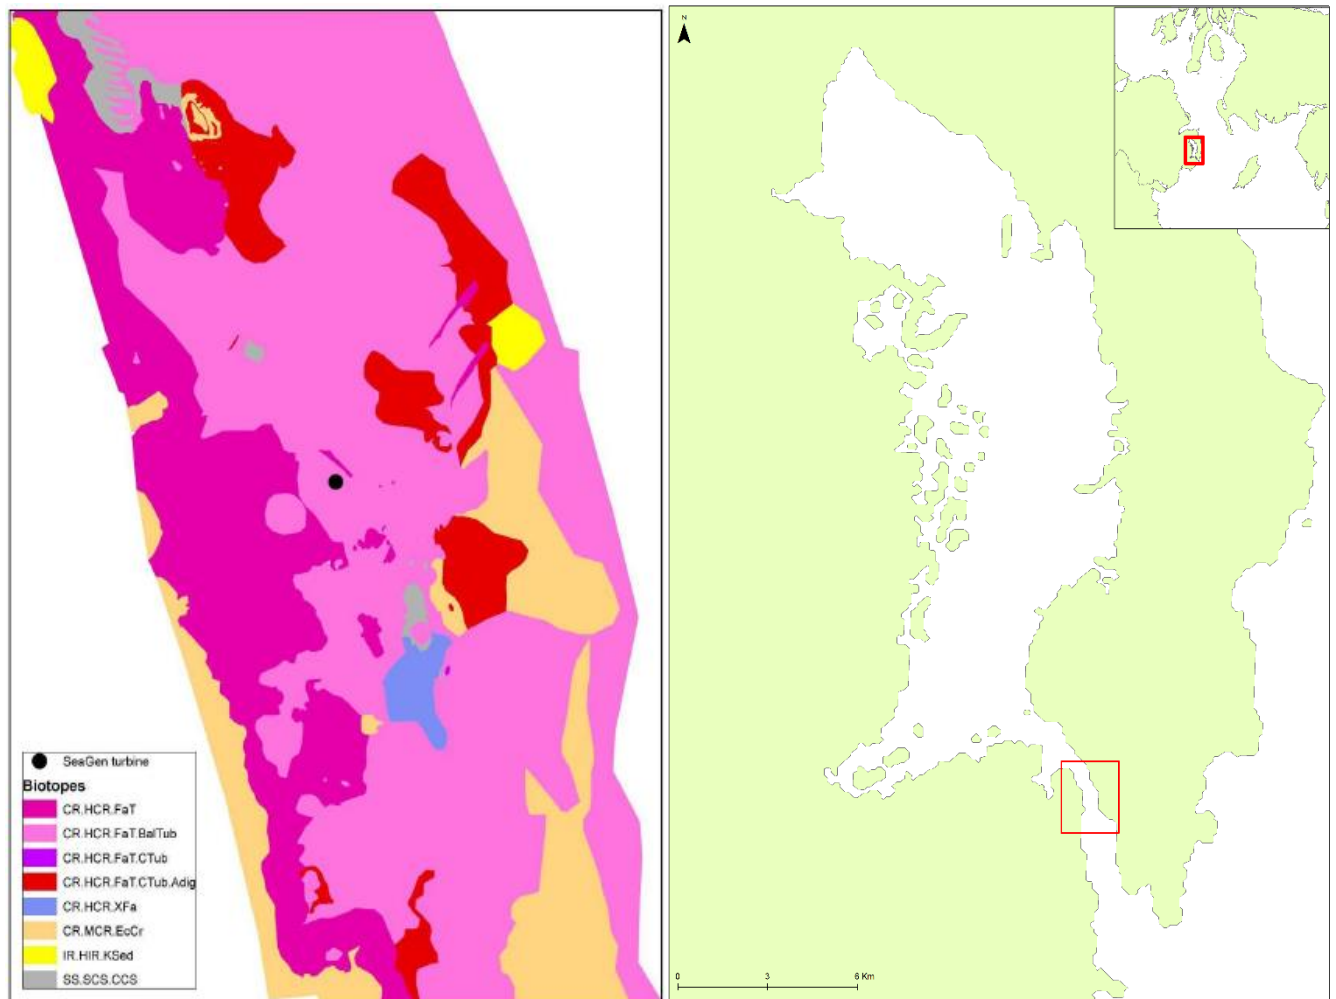 SeaGen turbine
Biotopes
CR.HCR.FaT
CR.HCR.FaT.BalTub
CR.HCR.FaT.CTub
CR.HCR.FaT.CTub.Adig
CR.HCR.XFa
CR.MCR.EcCr
IR.HIR.KSed
SS.SCS.CCS
N
0 3 6 Km